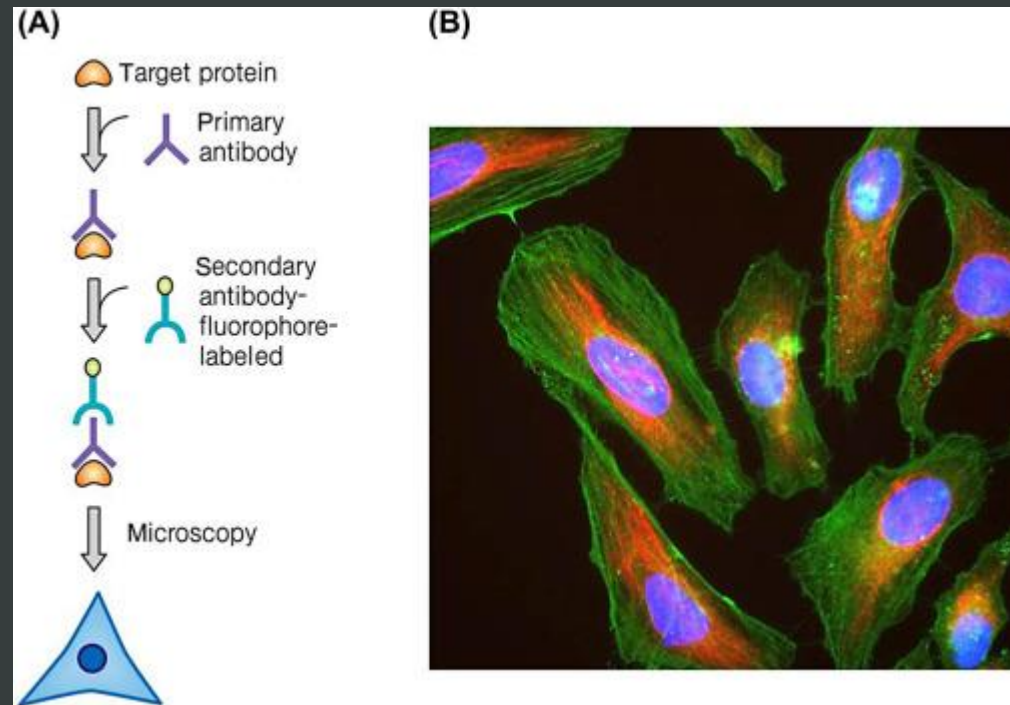 (A)
Target protein
Primary
antibody
Secondary
antibody-
fluorophore-
labeled
Microscopy
(B)